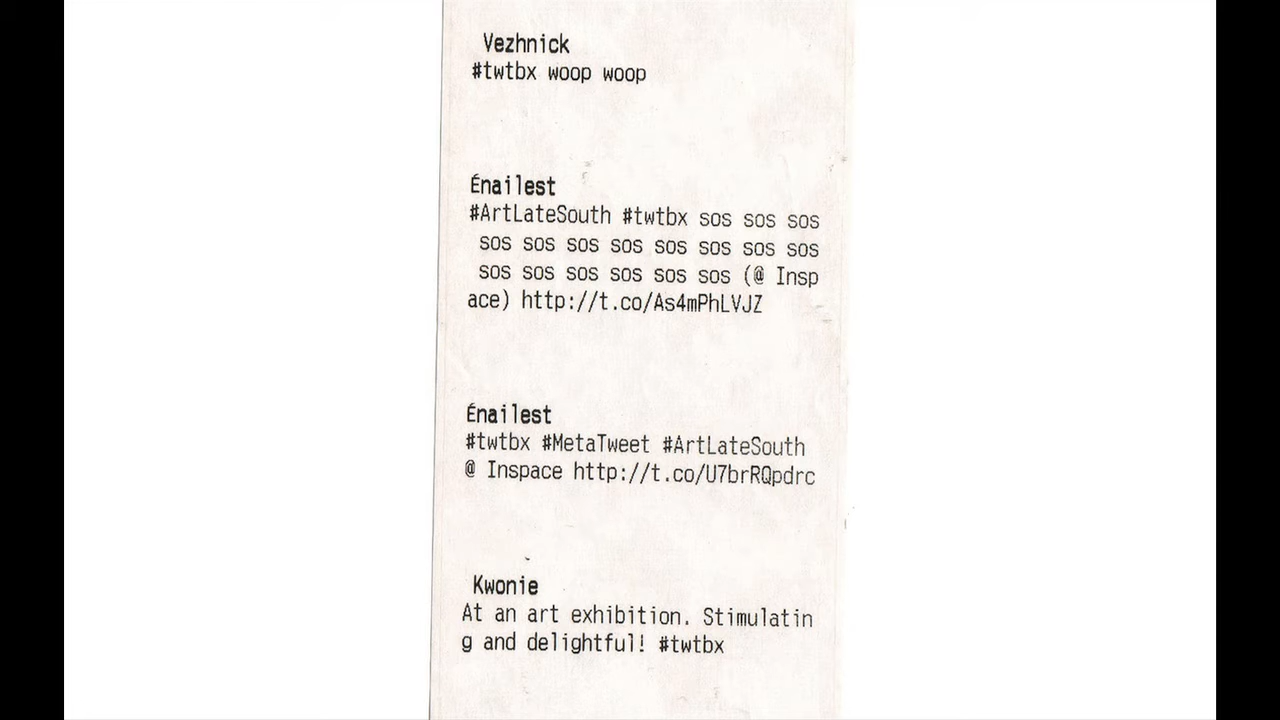 Vezhnick
#twtbx woop woop
Énailest
#ArtLateSouth #twtbx sos sos sos
sos sos sos sos sos sos sos sos
sos sos sos sos sos sos (@ Insp
ace) http://t.co/As4mPhLVJZ
Énailest
#twtbx #MetaTweet #ArtLateSouth
@ Inspace http://t.co/U7brRQpdrc
Kwonie
At an art exhibition. Stimulatin
g and delightful! #twtbx